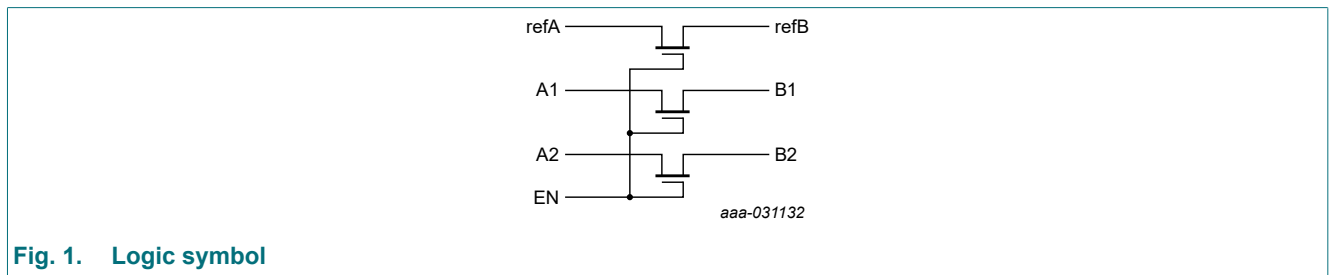 refA refB
A1 B1
A2 B2
EN
aaa-031132
Fig. 1. Logic symbol